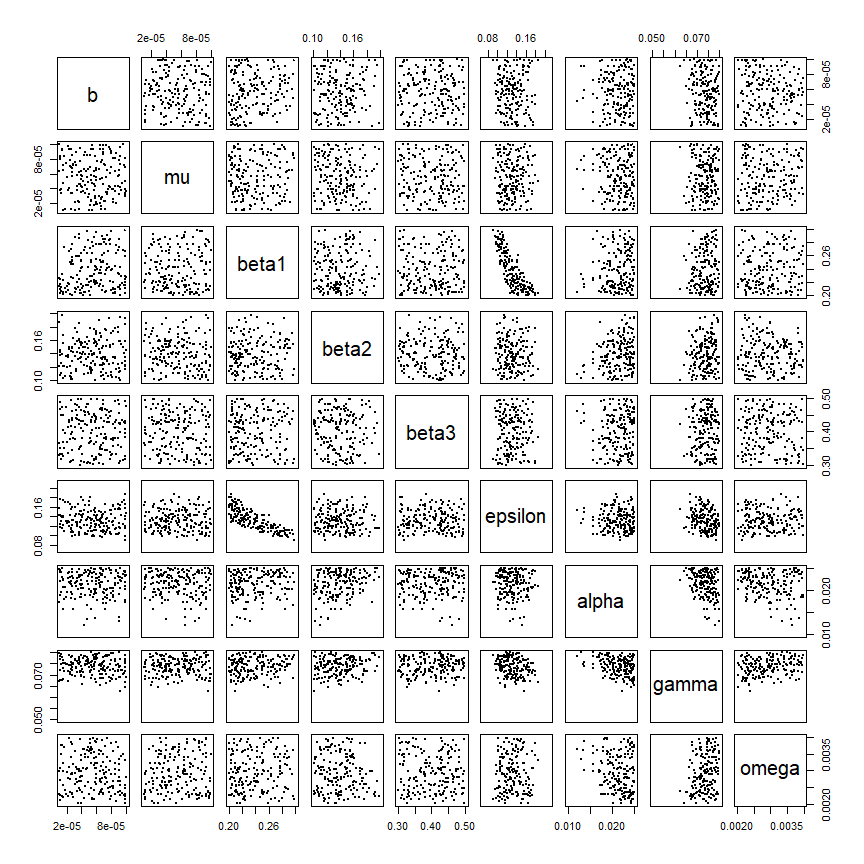 2e-05 8e-05 0.10 0.16 0.08 0.16 0.050 0.070
b 2e-05 8e-05
2e-05 8e-05 mu
beta1 0.20 0.26
0.10 0.16 beta2
beta3 0.30 0.40 0.50
0.08 0.16 epsilon
alpha 0.010 0.020
0.050 0.070 gamma
omega 0.0020 0.0035
2e-05 8e-05 0.20 0.26 0.30 0.40 0.50 0.010 0.020 0.0020 0.0035